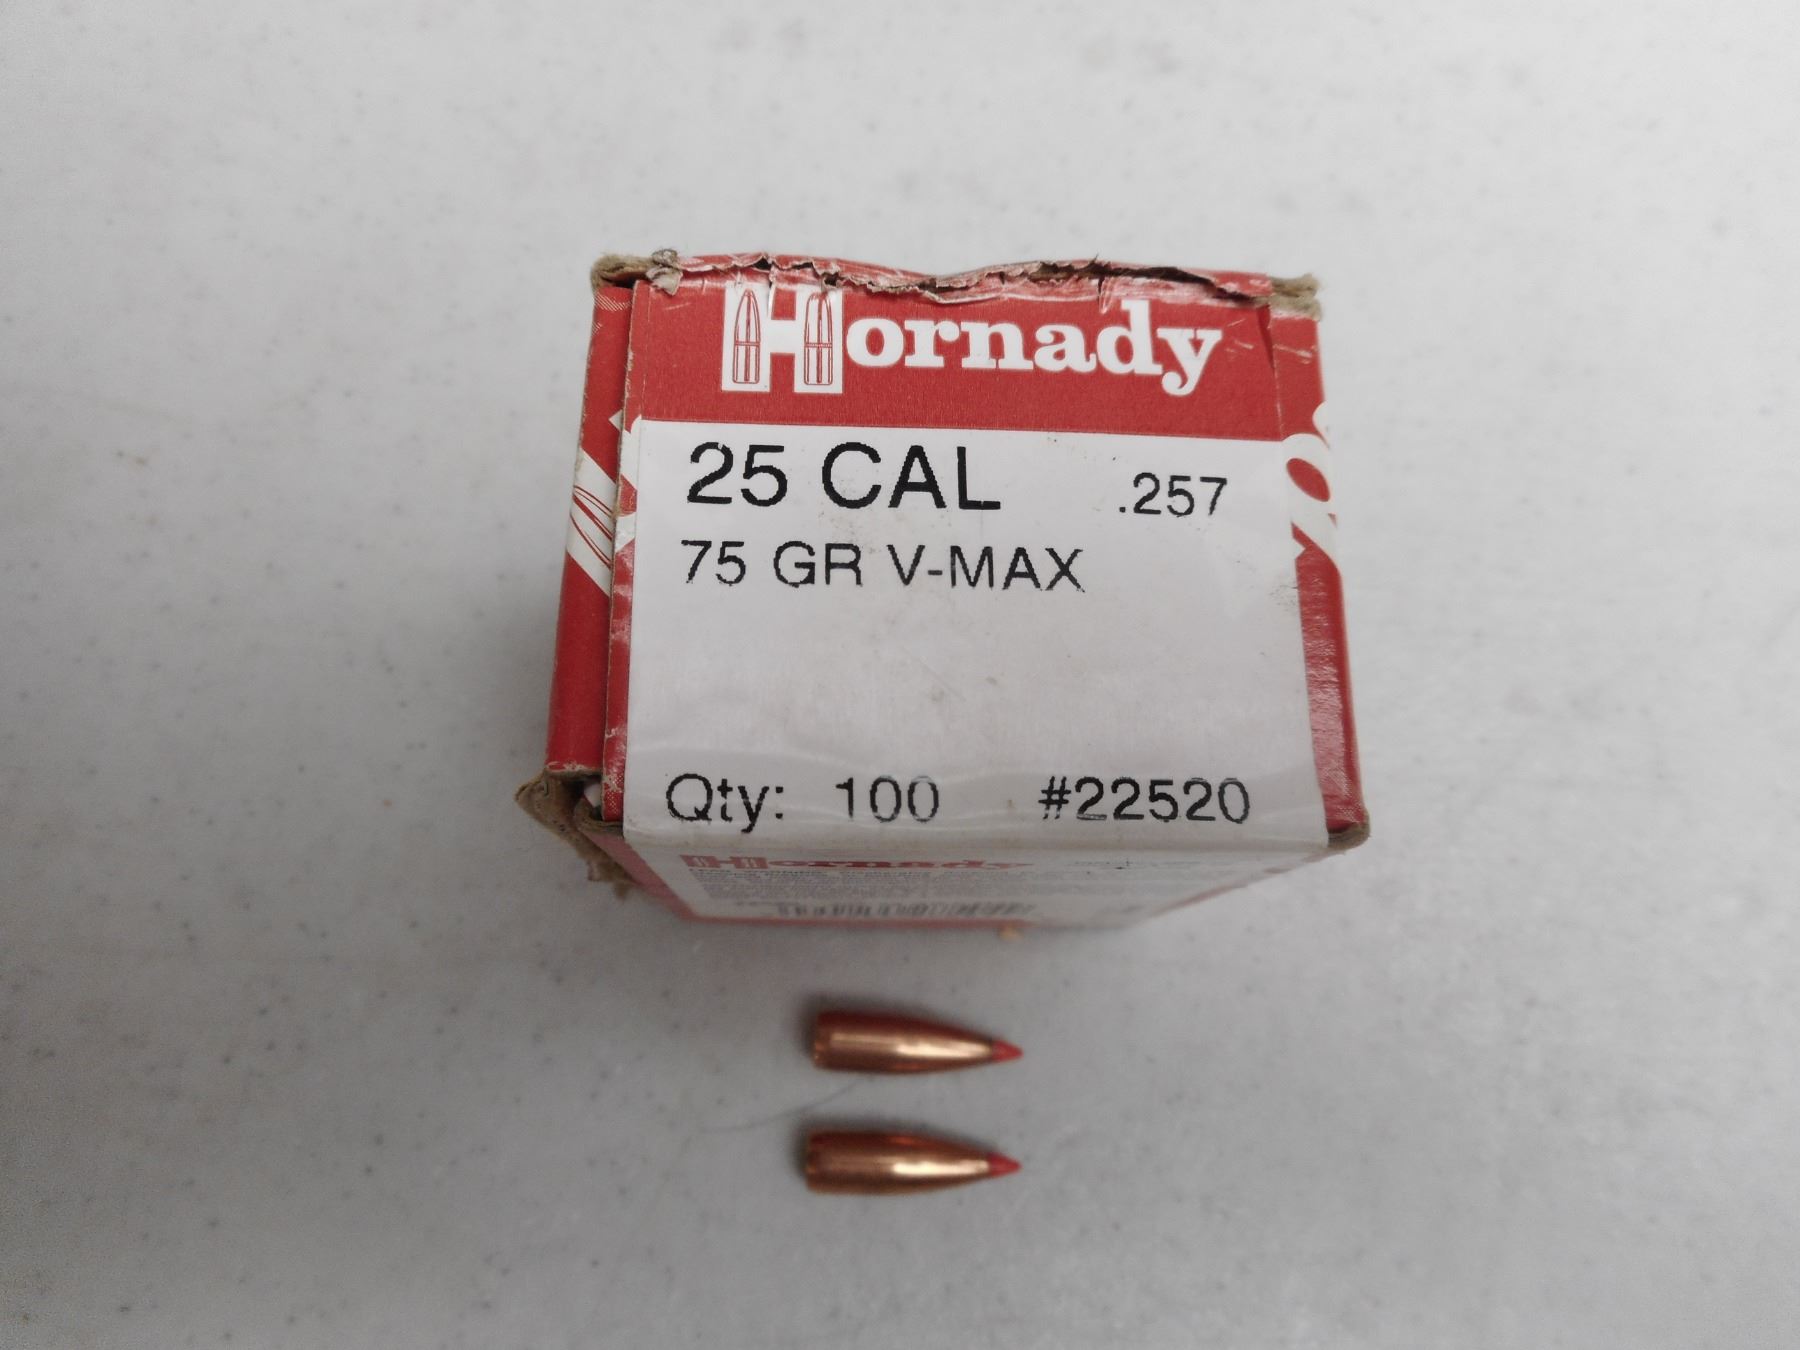 Hornady
25 CAL .257
75 GR V-MAX
Qty: 100 #22520
Hornady